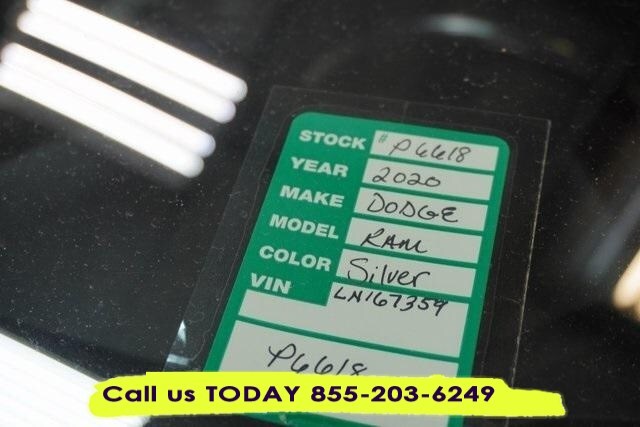 STOCK # P6618
YEAR 2020
MAKE DODGE
MODEL RAM
COLOR Silver
VIN LN167359
P6618
Call us TODAY 855-203-6249